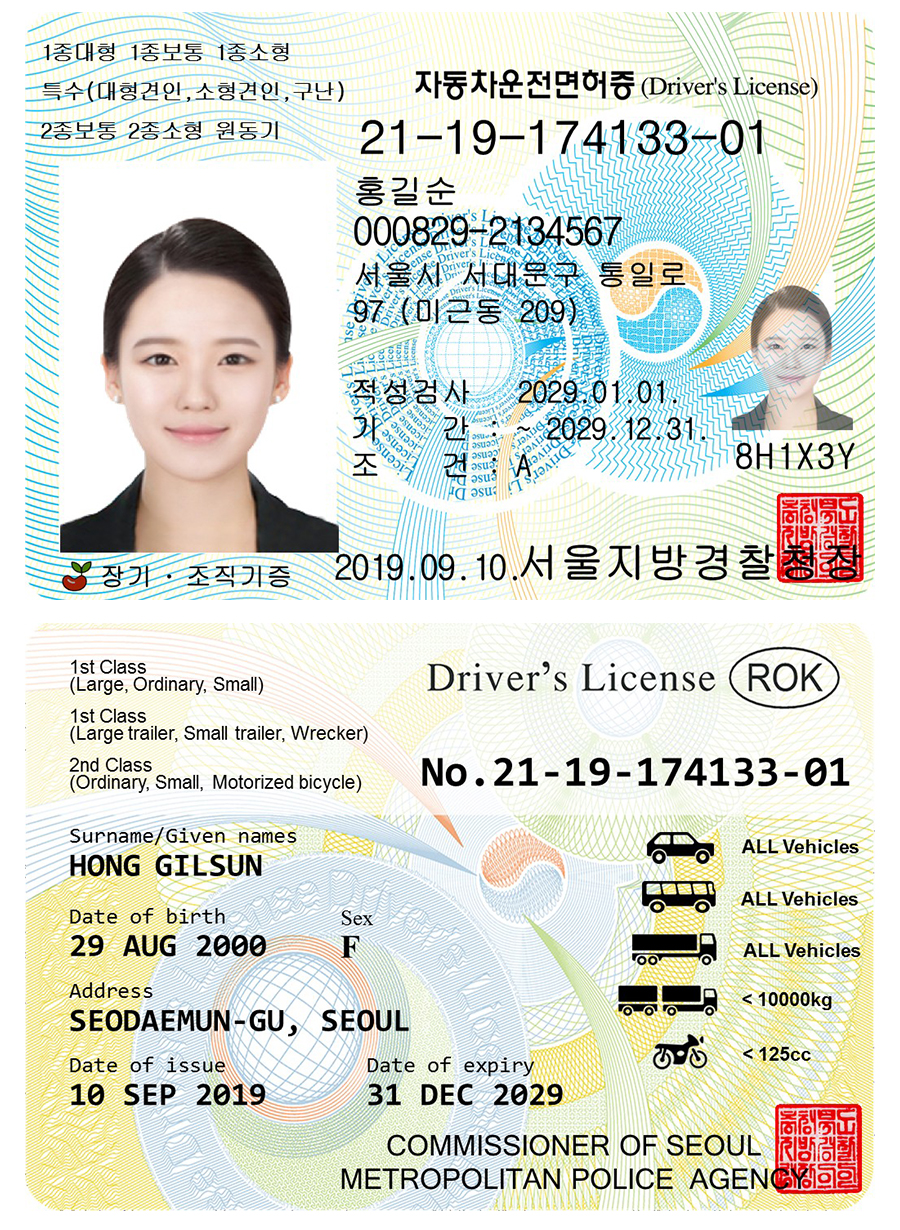 1종대형 1종보통 1종소형
특수(대형견인,소형견인,구난)
2종보통 2종소형 원동기
자동차운전면허증 (Driver's License)
21-19-174133-01
홍길순
000829-2134567
서울시 서대문구 통일로
97 (미근동 209)
적성검사 2029.01.01.
기 간 : ~ 2029.12.31.
조 건 : A
8H1X3Y
장기 · 조직기증
2019.09.10.서울지방경찰청장
1st Class
(Large, Ordinary, Small)
1st Class
(Large trailer, Small trailer, Wrecker)
2nd Class
(Ordinary, Small, Motorized bicycle)
Driver's License ROK
No.21-19-174133-01
Surname/Given names
HONG GILSUN
Date of birth Sex
29 AUG 2000 F
Address
SEODAEMUN-GU, SEOUL
Date of issue Date of expiry
10 SEP 2019 31 DEC 2029
ALL Vehicles
ALL Vehicles
ALL Vehicles
< 10000kg
< 125cc
COMMISSIONER OF SEOUL
METROPOLITAN POLICE AGENCY